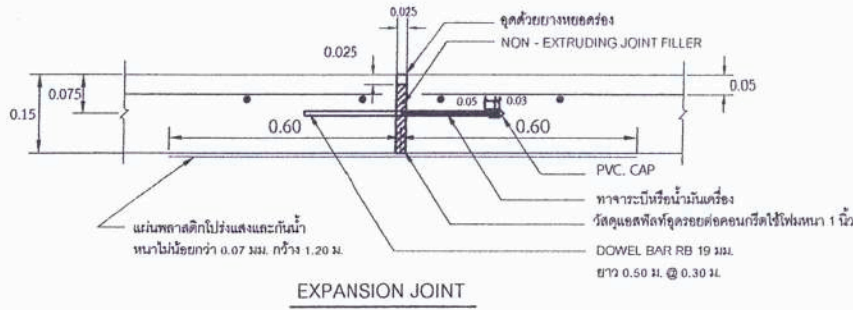 0.025
อุดด้วยยางหยอดร่อง
NON - EXTRUDING JOINT FILLER
0.025
0.075
0.15
0.05
0.05
0.03
0.60
0.60
PVC. CAP
ทาจาระบีหรือน้ำมันเครื่อง
วัสดุแอสฟัลท์อุดรอยต่อคอนกรีตใช้โฟมหนา 1 นิ้ว
แผ่นพลาสติกโปร่งแสงและกันน้ำ
หนาไม่น้อยกว่า 0.07 มม. กว้าง 1.20 ม.
DOWEL BAR RB 19 มม.
ยาว 0.50 ม. @ 0.30 ม.
EXPANSION JOINT